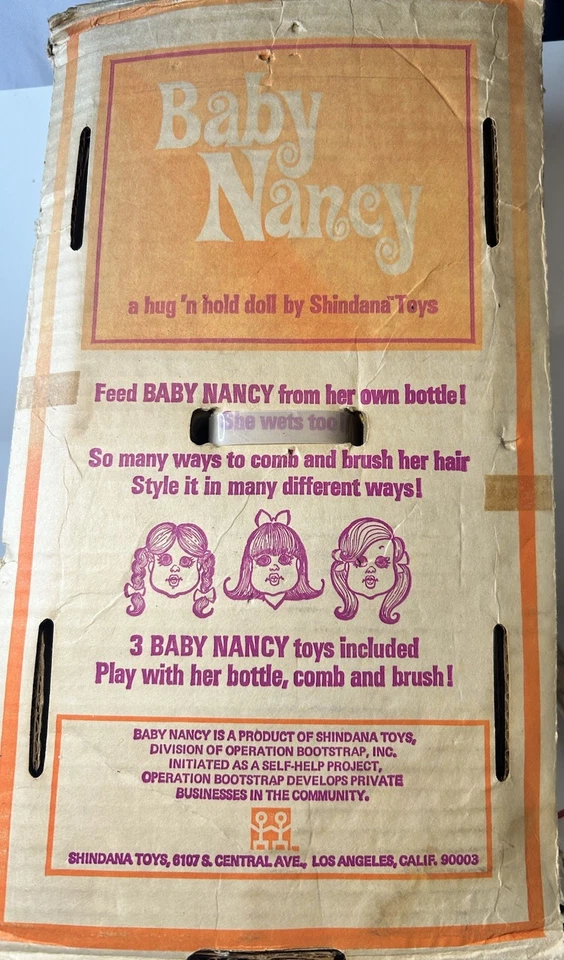 Baby
Nancy
a hug 'n hold doll by Shindana™ Toys
Feed BABY NANCY from her own bottle!
She wets too!
So many ways to comb and brush her hair
Style it in many different ways!
3 BABY NANCY toys included
Play with her bottle, comb and brush!
BABY NANCY IS A PRODUCT OF SHINDANA TOYS,
DIVISION OF OPERATION BOOTSTRAP, INC.
INITIATED AS A SELF-HELP PROJECT,
OPERATION BOOTSTRAP DEVELOPS PRIVATE
BUSINESSES IN THE COMMUNITY.
SHINDANA TOYS, 6107 S. CENTRAL AVE., LOS ANGELES, CALIF. 90003